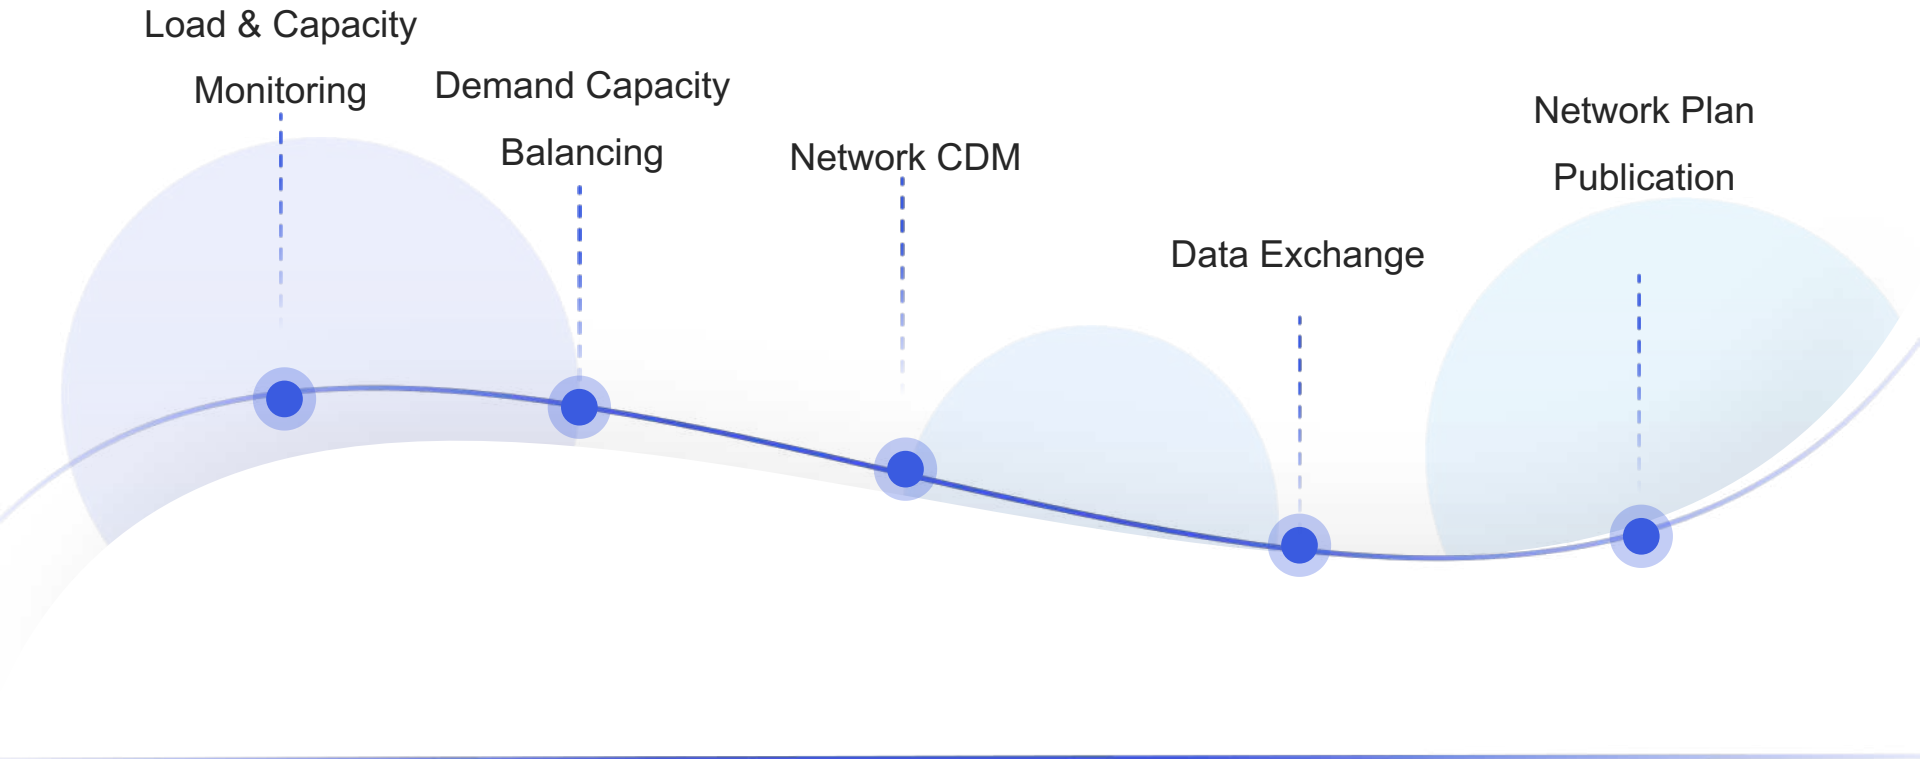 Load & Capacity
Monitoring
Demand Capacity
Balancing
Network CDM
Data Exchange
Network Plan
Publication